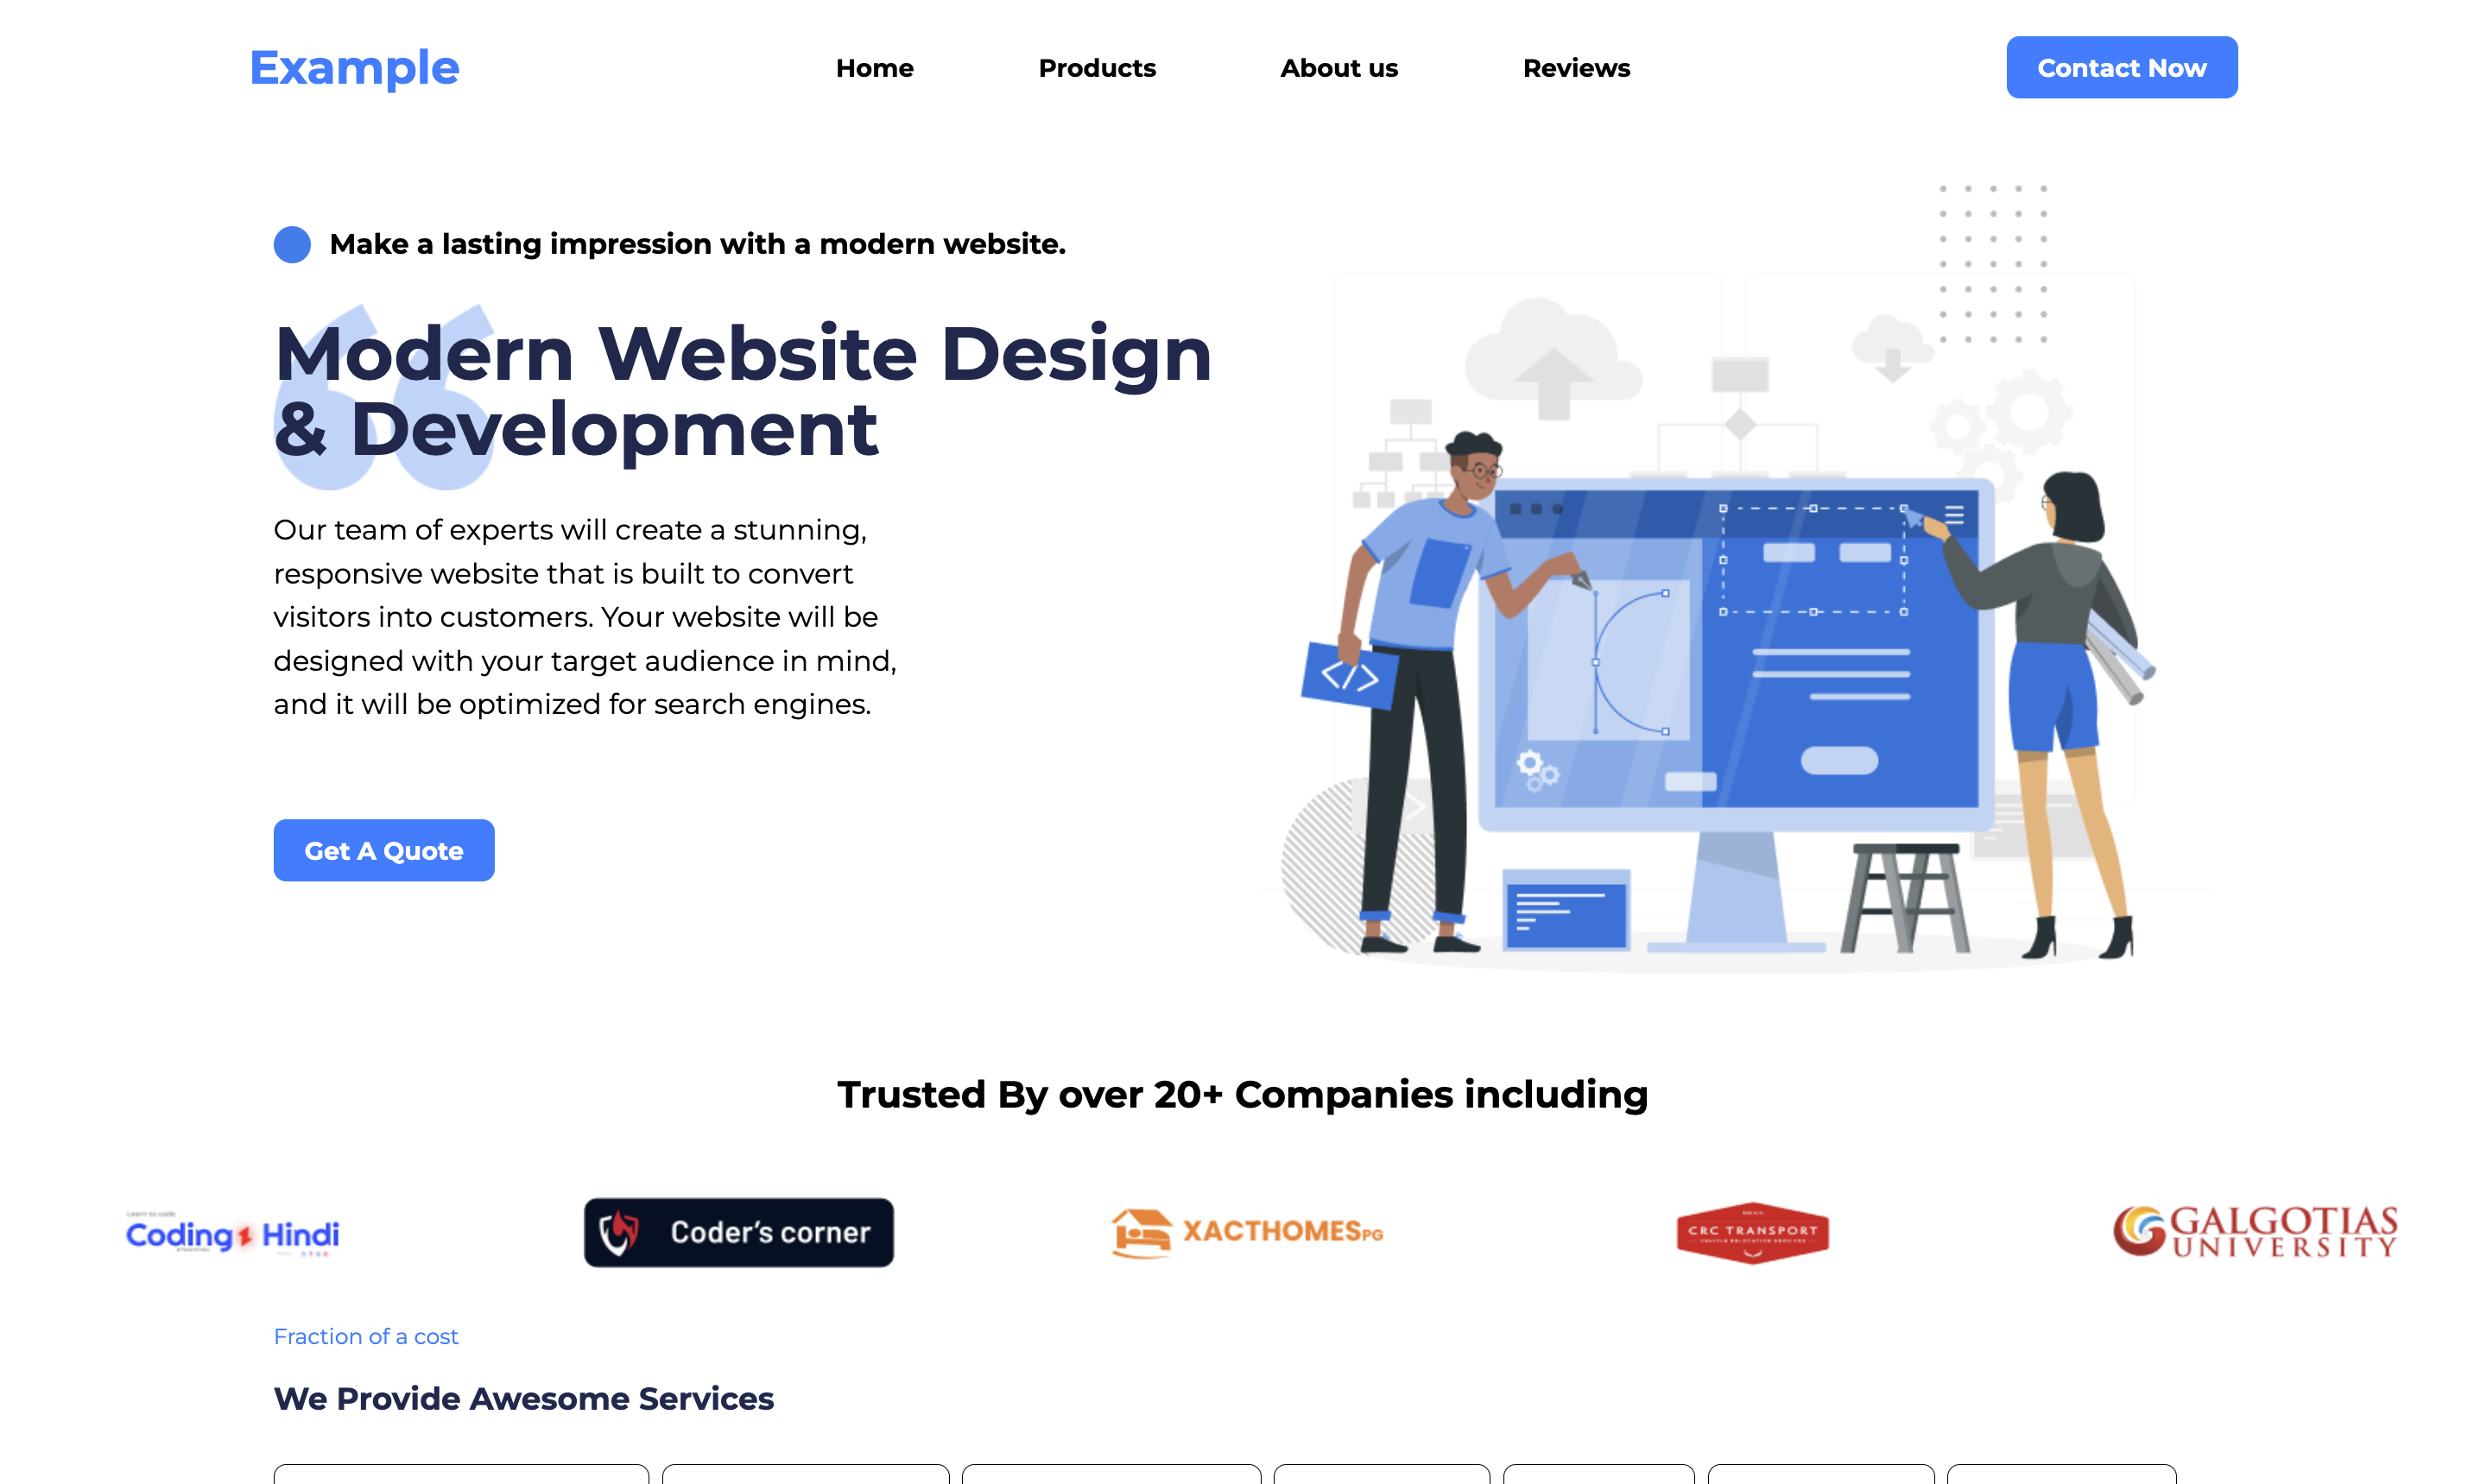 Example
Home
Products
About us
Reviews
Contact Now
Make a lasting impression with a modern website.
Modern Website Design
& Development
Our team of experts will create a stunning,
responsive website that is built to convert
visitors into customers. Your website will be
designed with your target audience in mind,
and it will be optimized for search engines.
Get A Quote
Trusted By over 20+ Companies including
Learn to code
Coding Hindi
Coder's corner
XACTHOMESPG
CRC TRANSPORT
GALGOTIAS
UNIVERSITY
Fraction of a cost
We Provide Awesome Services